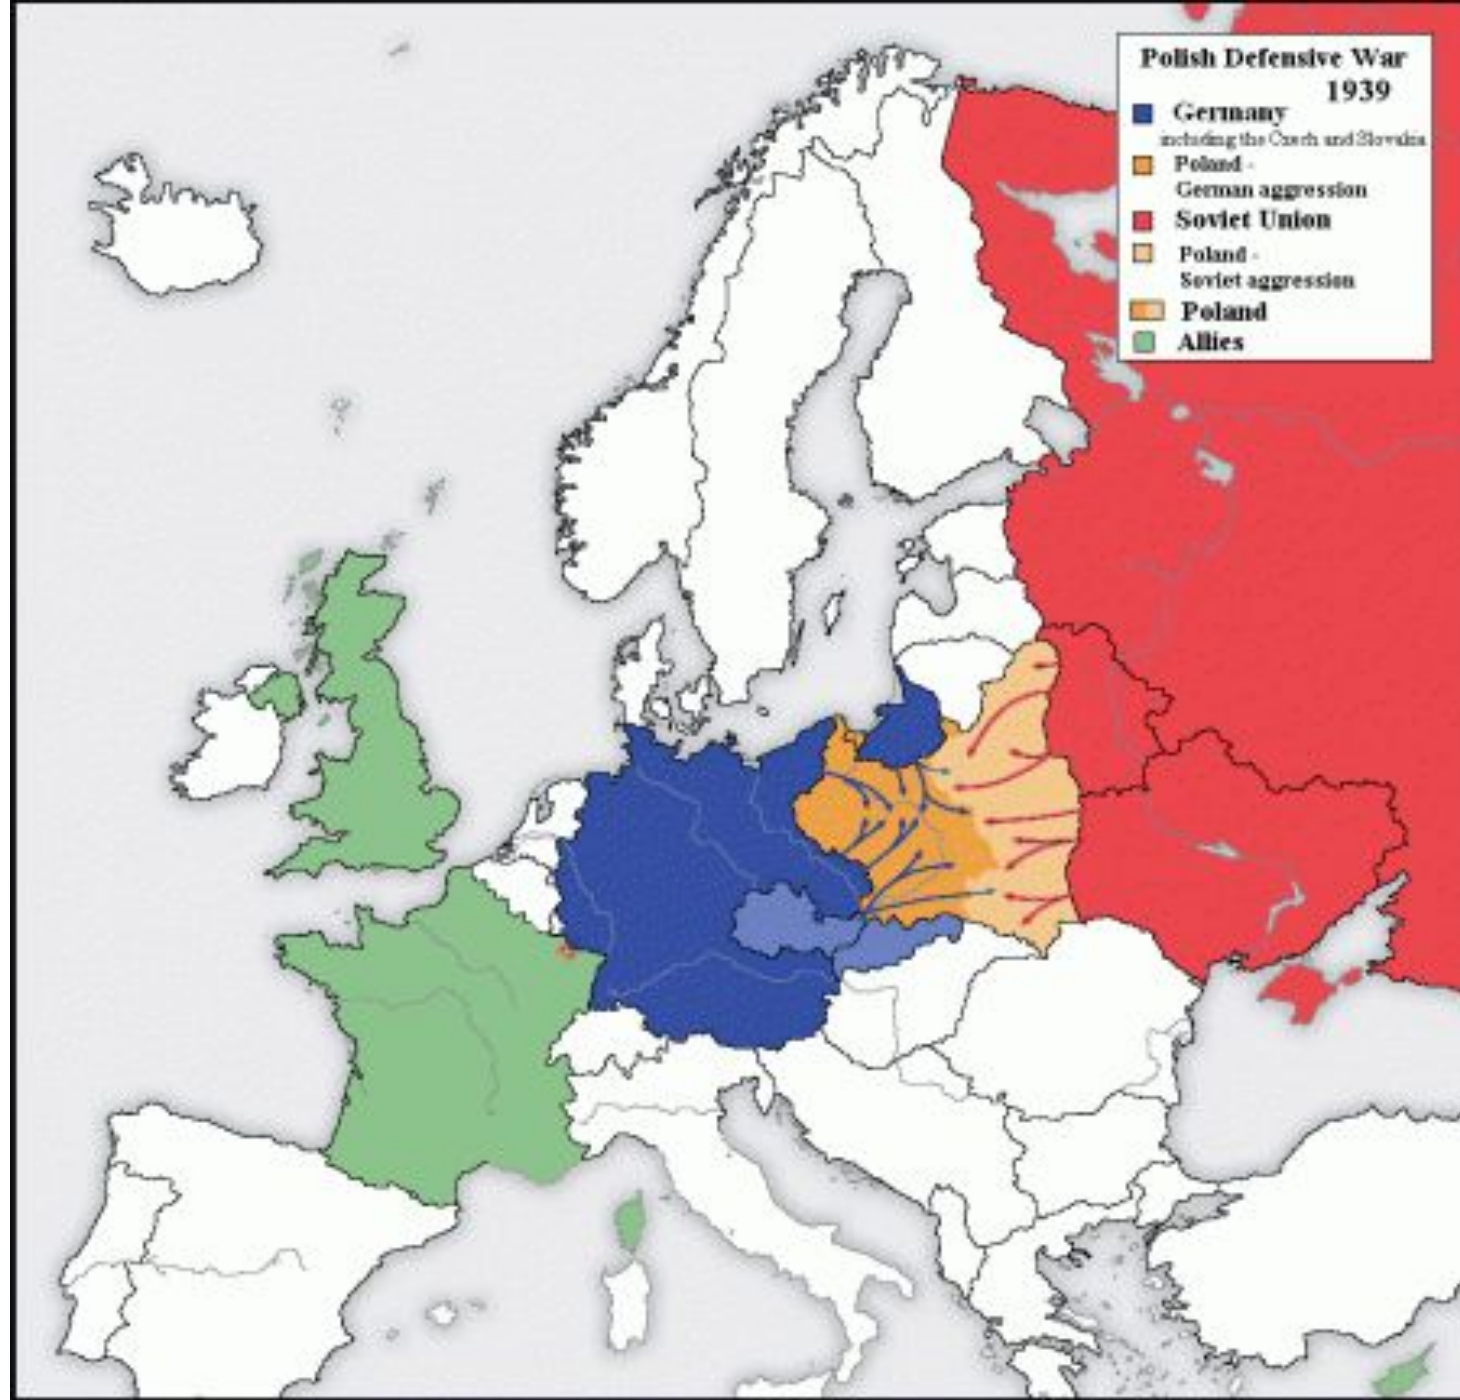 Polish Defensive War
1939
Germany
including the Czech and Slovakia
Poland -
German aggression
Soviet Union
Poland -
Soviet aggression
Poland
Allies